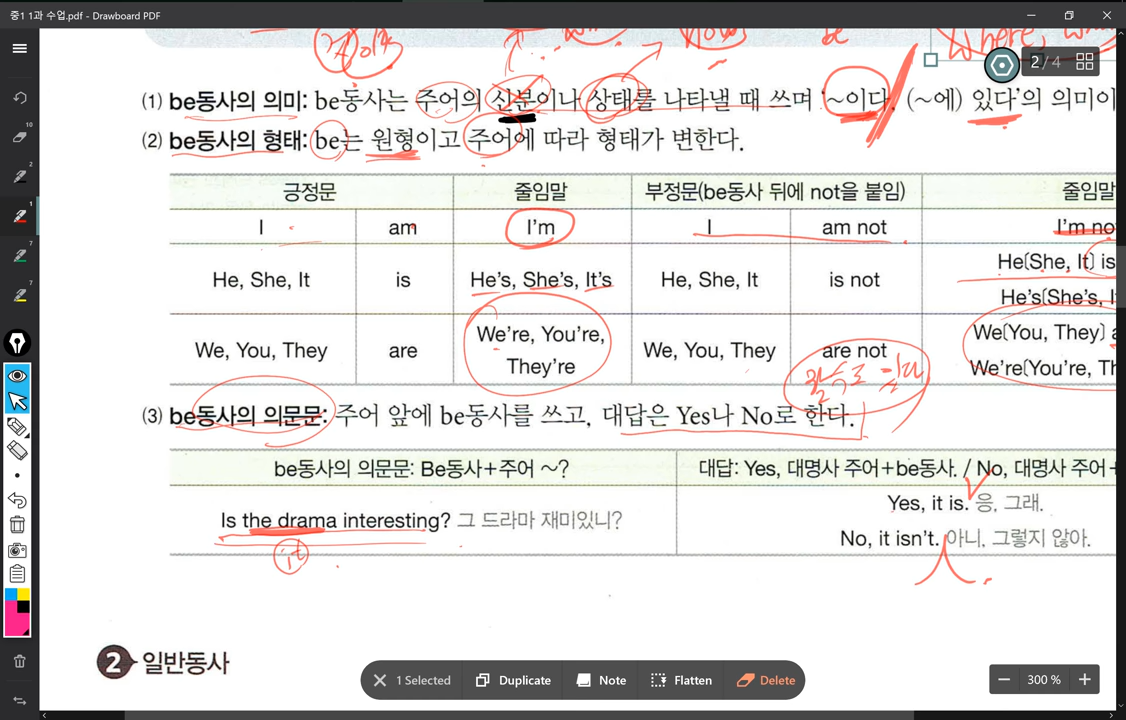 중1 1과 수업.pdf - Drawboard PDF
Where,
be
2 / 4
(1) be동사의 의미: be동사는 주어의 신분이나 상태를 나타낼 때 쓰며 '~이다, (~에) 있다'의 의미이
(2) be동사의 형태: be는 원형이고 주어에 따라 형태가 변한다.
긍정문 줄임말 부정문(be동사 뒤에 not을 붙임) 줄임말
I am I'm I am not I'm no
He, She, It is He's, She's, It's He, She, It is not He(She, It) is
He's(She's, I
We, You, They are We're, You're, They're We, You, They are not We(You, They) a
We're(You're, Th
(3) be동사의 의문문: 주어 앞에 be동사를 쓰고, 대답은 Yes나 No로 한다.
be동사의 의문문: Be동사+주어 ~? 대답: Yes, 대명사 주어+be동사. / No, 대명사 주어+
Is the drama interesting? 그 드라마 재미있니? Yes, it is. 응, 그래.
No, it isn't. 아니, 그렇지 않아.
it
2 일반동사
1 Selected Duplicate Note Flatten Delete
300 %
10
2
1
7
7